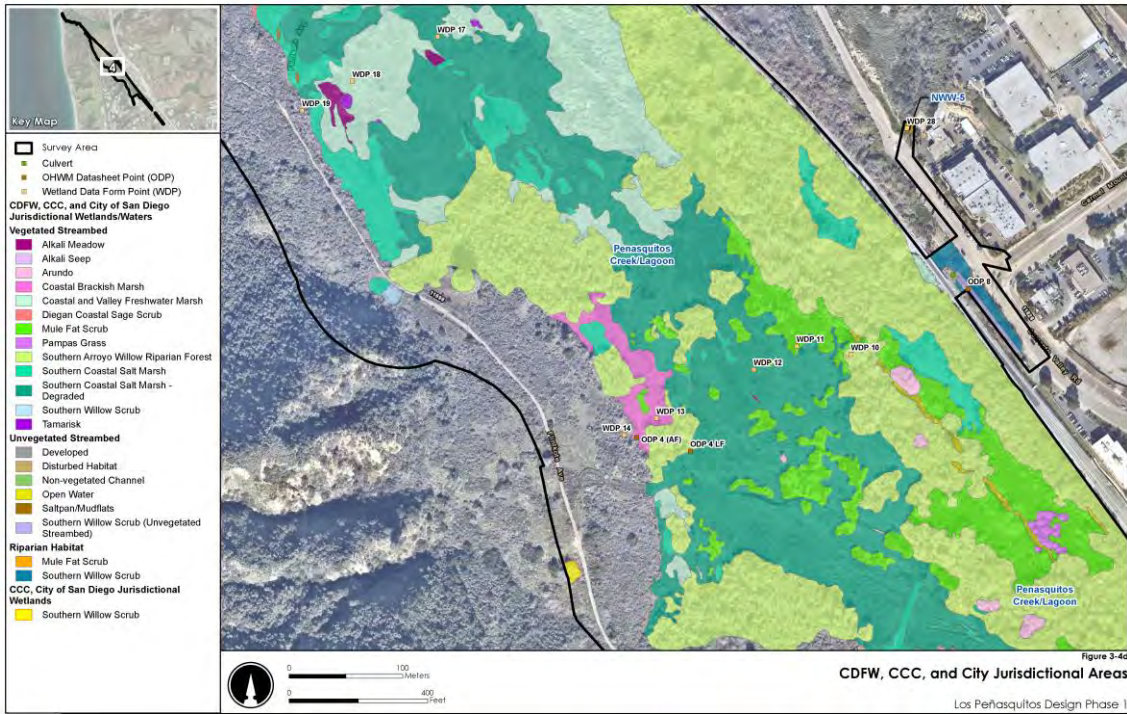 Key Map
4
Survey Area
Culvert
OHWM Datasheet Point (ODP)
Wetland Data Form Point (WDP)
CDFW, CCC, and City of San Diego
Jurisdictional Wetlands/Waters
Vegetated Streambed
Alkali Meadow
Alkali Seep
Arundo
Coastal Brackish Marsh
Coastal and Valley Freshwater Marsh
Diegan Coastal Sage Scrub
Mule Fat Scrub
Pampas Grass
Southern Arroyo Willow Riparian Forest
Southern Coastal Salt Marsh
Southern Coastal Salt Marsh -
Degraded
Southern Willow Scrub
Tamarisk
Unvegetated Streambed
Developed
Disturbed Habitat
Non-vegetated Channel
Open Water
Saltpan/Mudflats
Southern Willow Scrub (Unvegetated
Streambed)
Riparian Habitat
Mule Fat Scrub
Southern Willow Scrub
CCC, City of San Diego Jurisdictional
Wetlands
Southern Willow Scrub
WDP 17
WDP 18
WDP 19
NWW-5
WDP 28
Penasquitos
Creek/Lagoon
ODP 8
WDP 11
WDP 10
WDP 12
WDP 13
WDP 14
ODP 4 (AF)
ODP 4 LF
Penasquitos
Creek/Lagoon
0 100
Meters
0 400
Feet
Figure 3-4d
CDFW, CCC, and City Jurisdictional Areas
Los Peñasquitos Design Phase 1